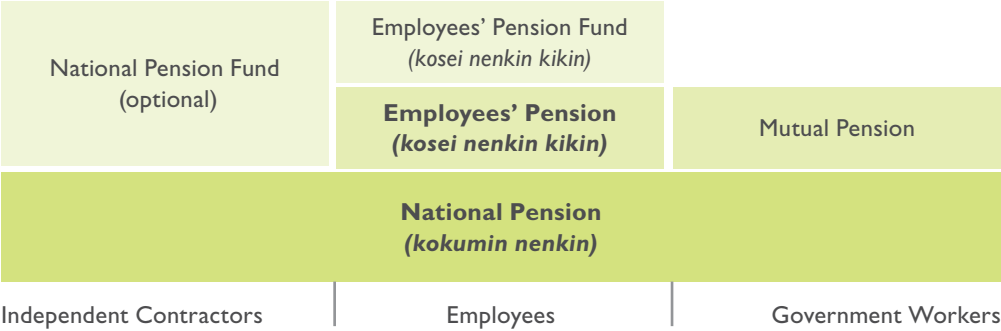 National Pension Fund
(optional)
Employees' Pension Fund
(kosei nenkin kikin)
Employees' Pension
(kosei nenkin kikin)
Mutual Pension
National Pension
(kokumin nenkin)
Independent Contractors
Employees
Government Workers